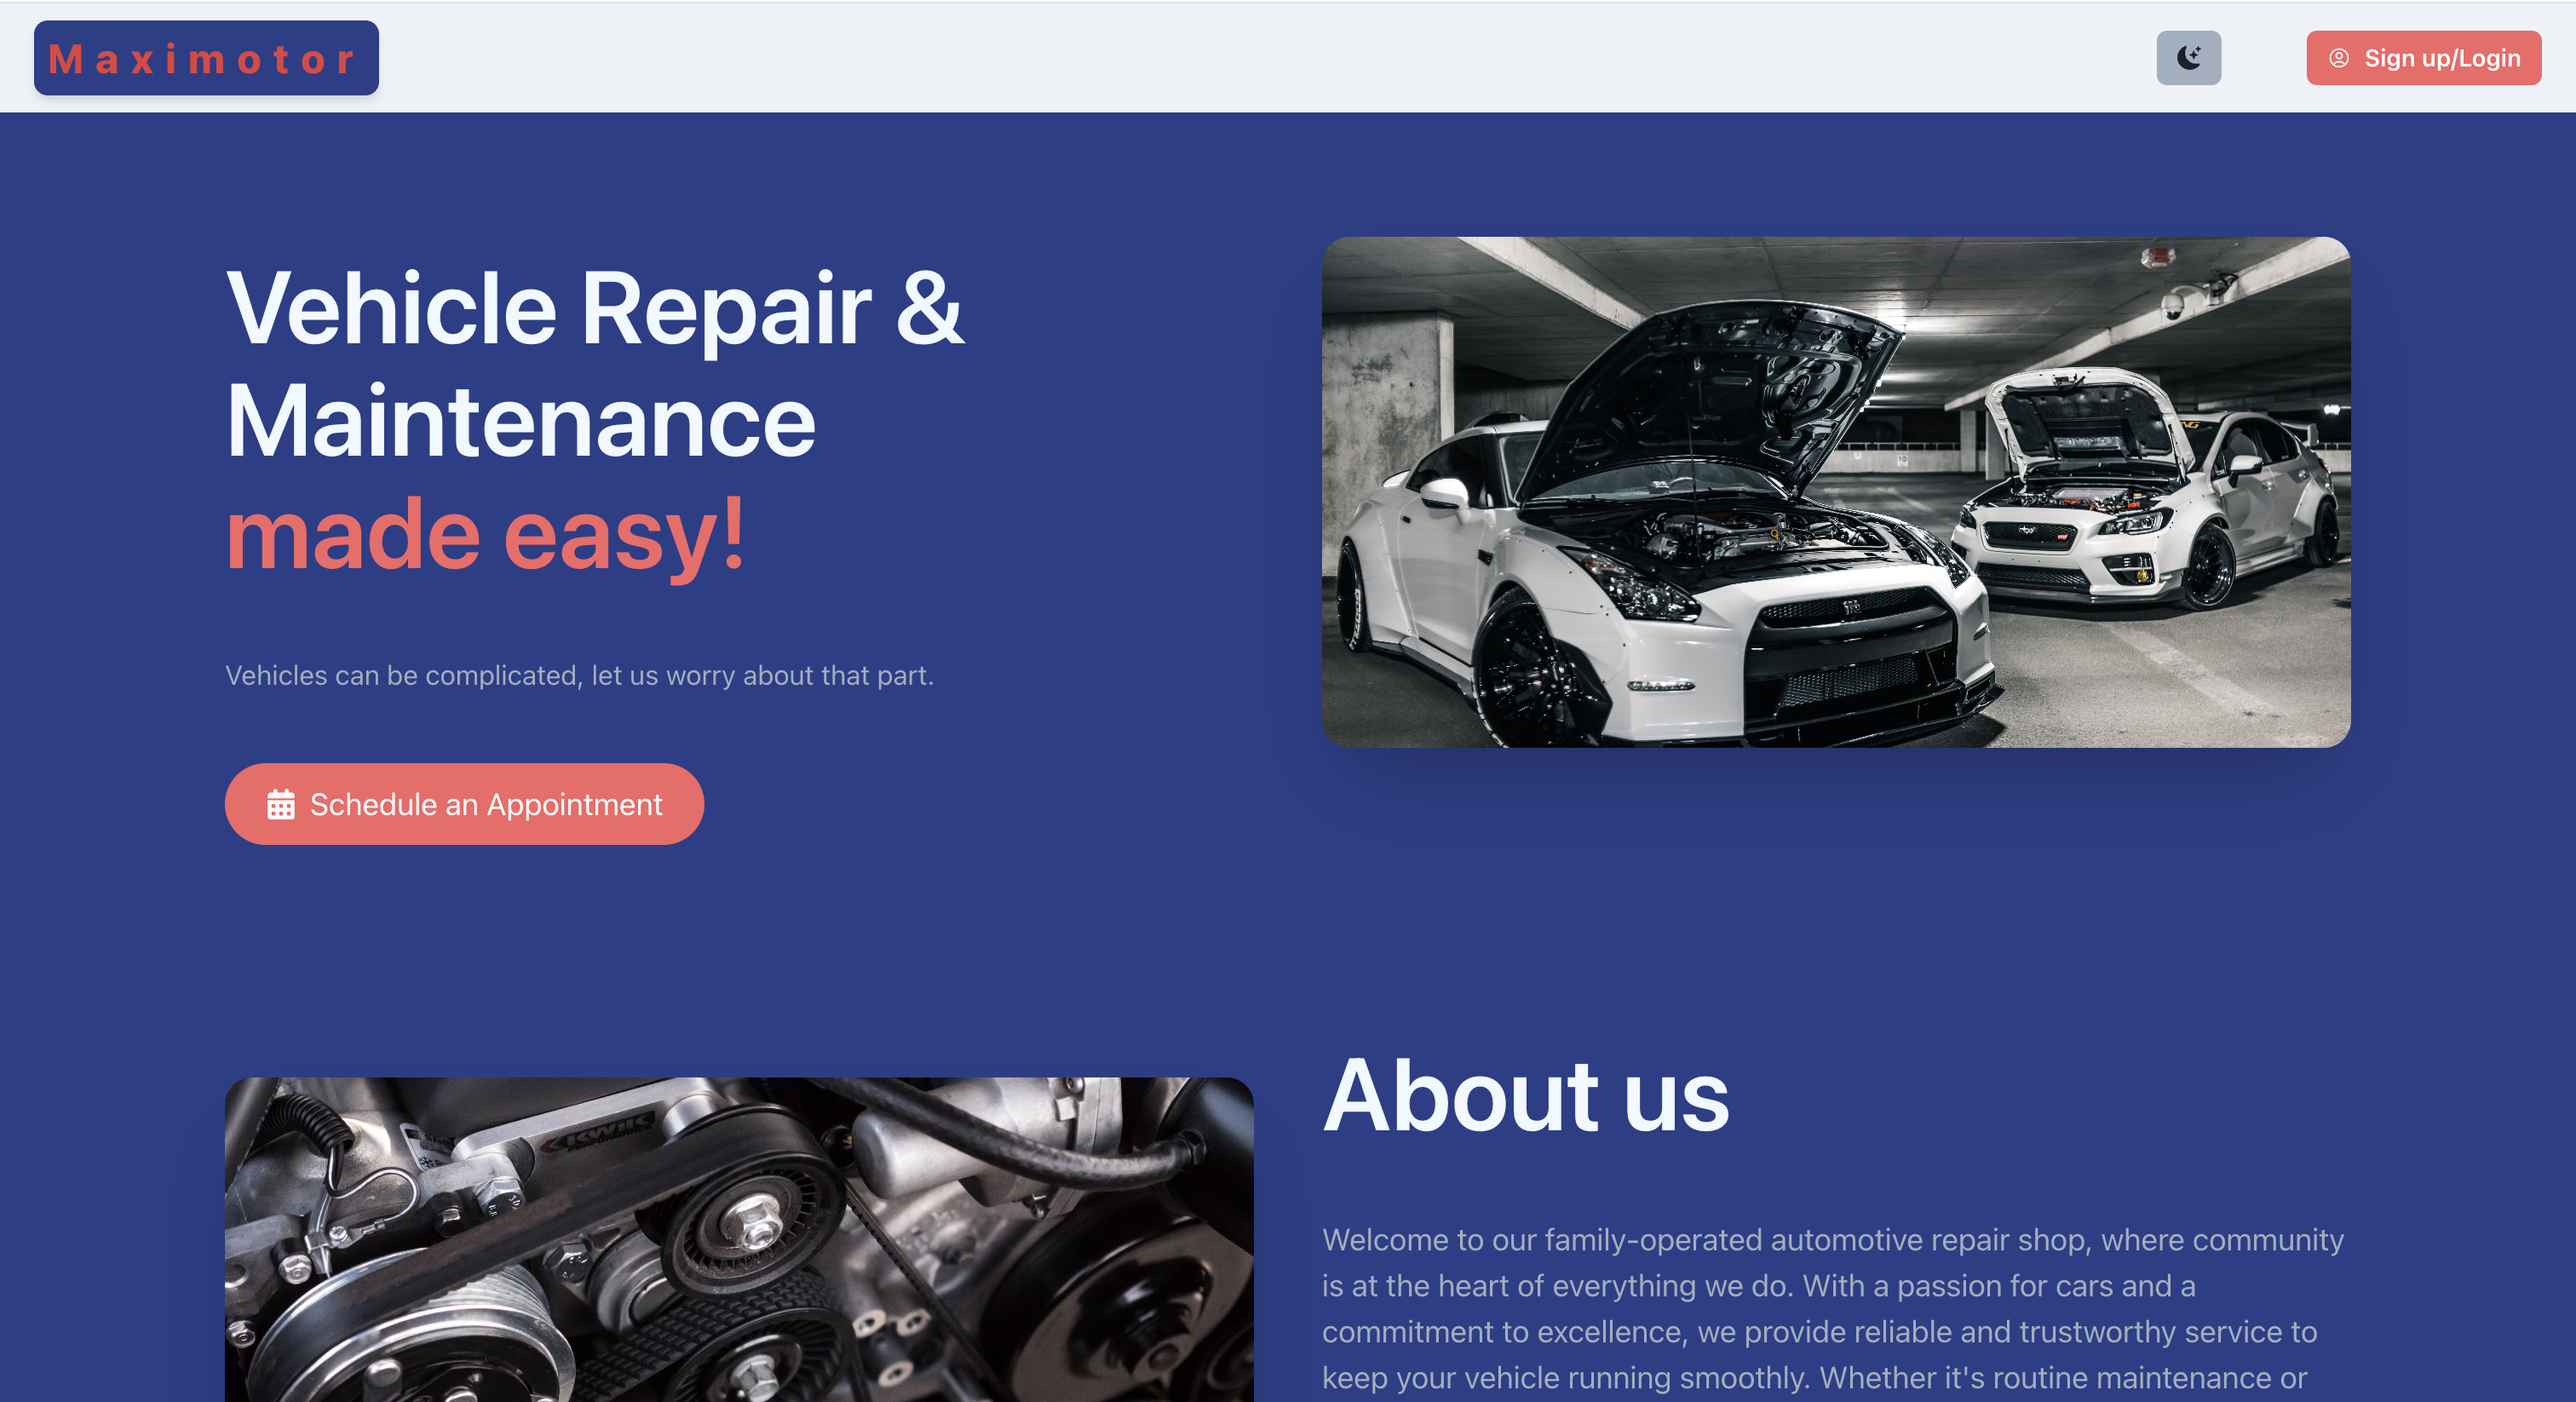 Maximotor
Sign up/Login
Vehicle Repair &
Maintenance
made easy!
Vehicles can be complicated, let us worry about that part.
Schedule an Appointment
KWIK
About us
Welcome to our family-operated automotive repair shop, where community
is at the heart of everything we do. With a passion for cars and a
commitment to excellence, we provide reliable and trustworthy service to
keep your vehicle running smoothly. Whether it's routine maintenance or